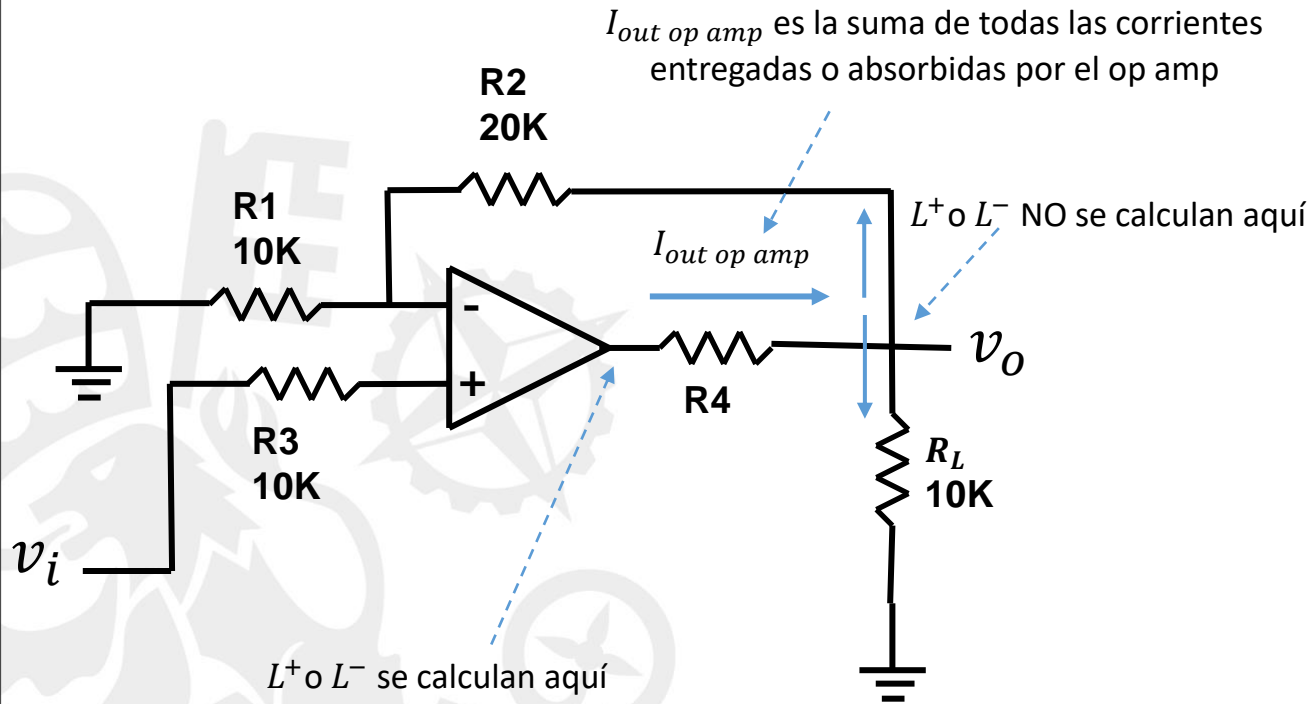 I_out op amp es la suma de todas las corrientes
entregadas o absorbidas por el op amp
R2
20K
R1
10K
L⁺o L⁻ NO se calculan aquí
I_out op amp
-
+
v_o
R4
R3
10K
R_L
10K
v_i
L⁺o L⁻ se calculan aquí